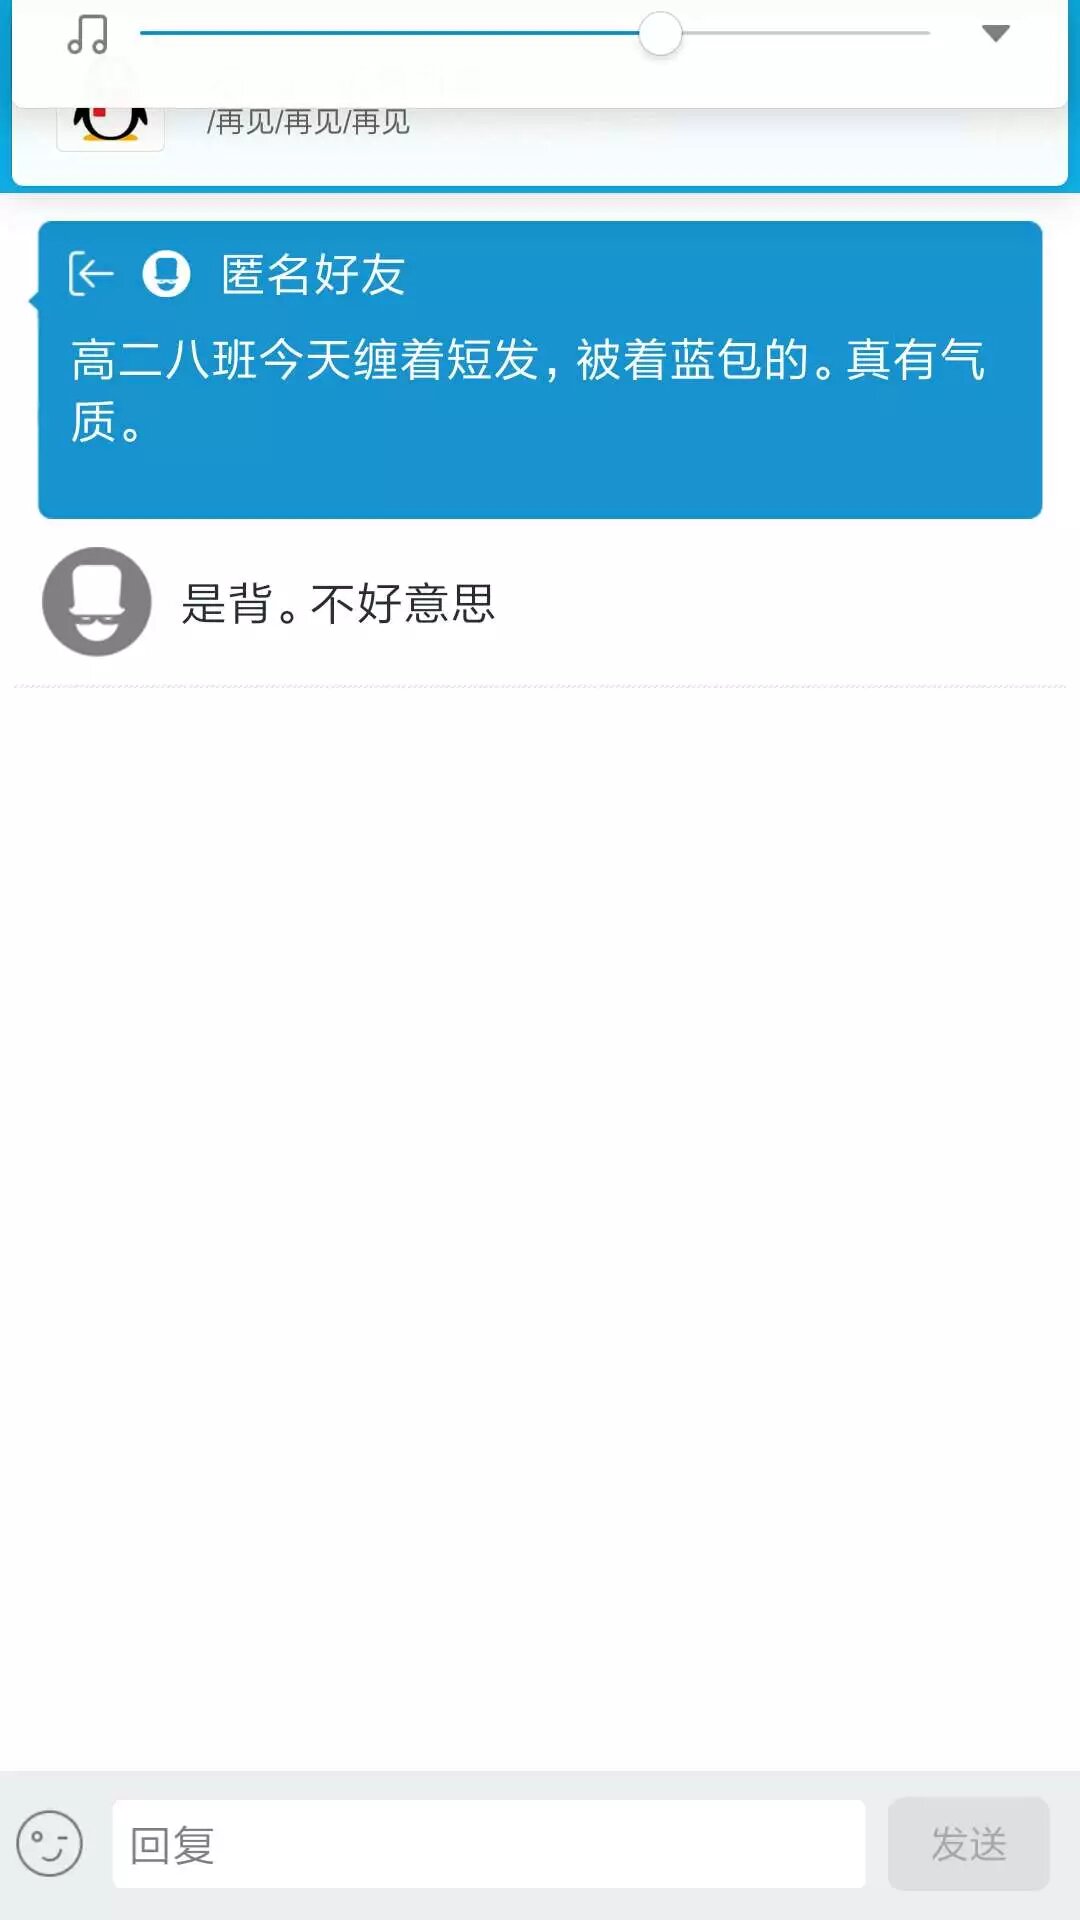 /再见/再见/再见
匿名好友
高二八班今天缠着短发，被着蓝包的。真有气
质。
是背。不好意思
回复
发送